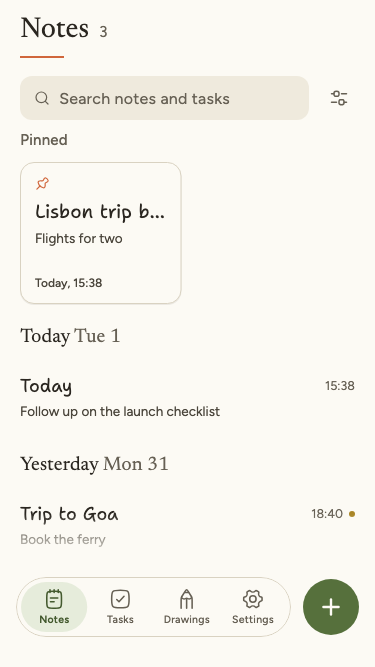 Notes 3
Search notes and tasks
Pinned
Lisbon trip b...
Flights for two
Today, 15:38
Today Tue 1
Today 15:38
Follow up on the launch checklist
Yesterday Mon 31
Trip to Goa 18:40
Book the ferry
Notes Tasks Drawings Settings